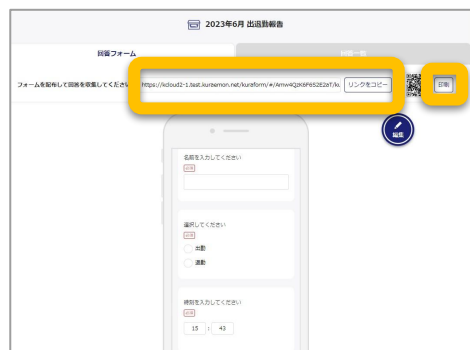 2023年6月 出退勤報告
回答フォーム
回答一覧
フォームを配布して回答を収集してください
https://kcloud2-s.test.kuraemon.net/kuraform/#/Amw4QzK6F6S2E2aT/kc
リンクをコピー
印刷
編集
名前を入力してください
必須
選択してください
必須
出勤
退勤
時刻を入力してください
必須
15 : 43